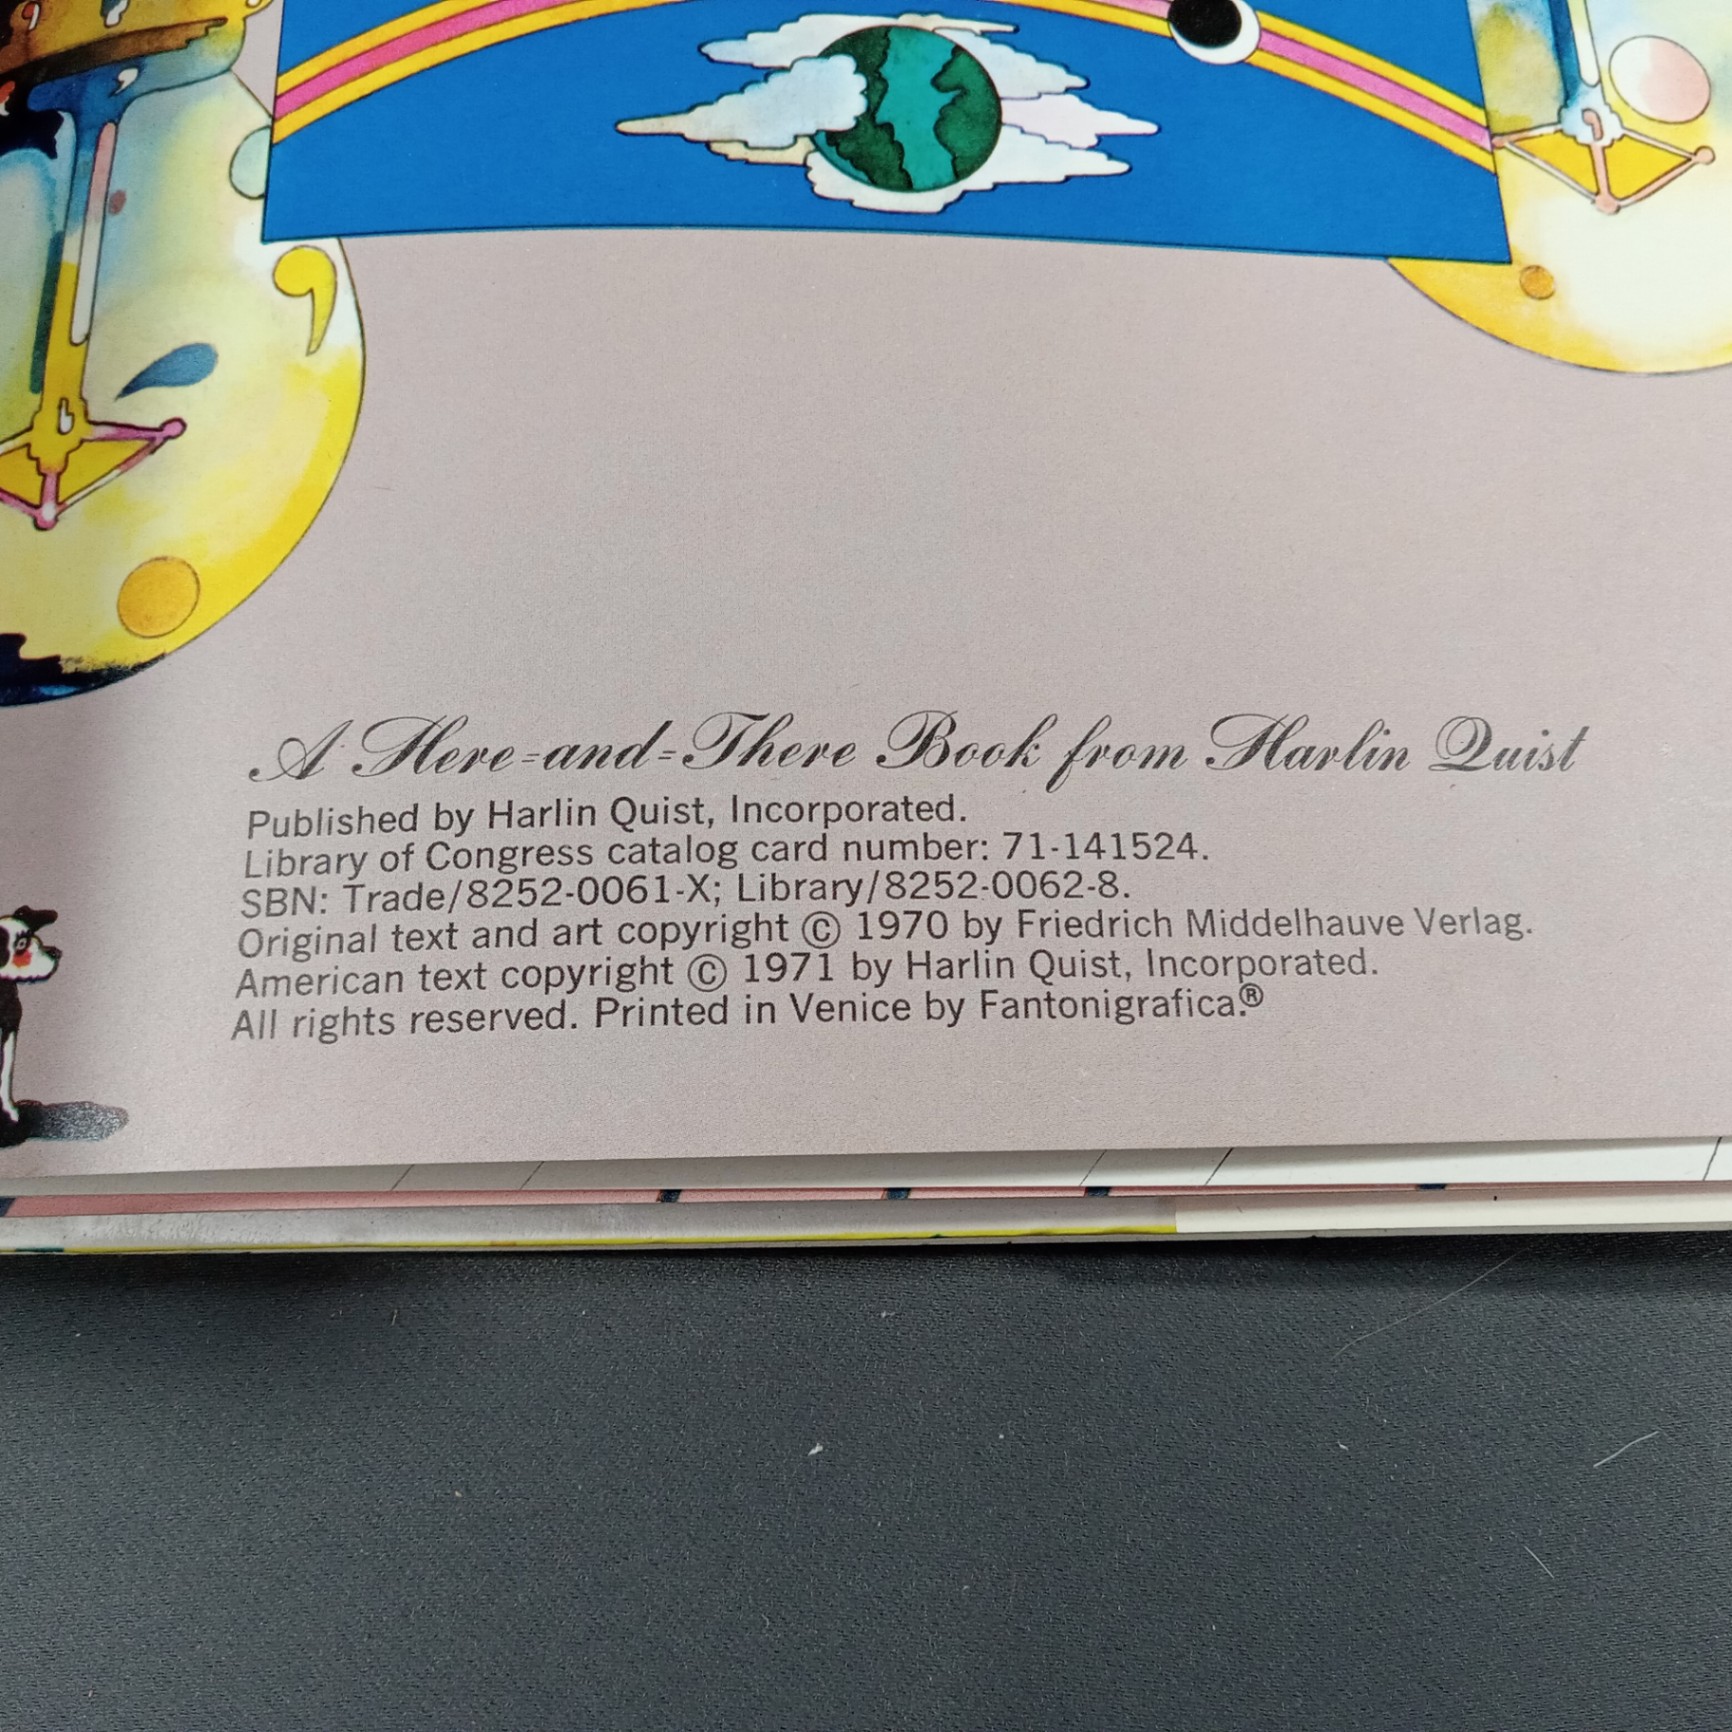 A Here-and-There Book from Harlin Quist
Published by Harlin Quist, Incorporated.
Library of Congress catalog card number: 71-141524.
SBN: Trade/8252-0061-X; Library/8252-0062-8.
Original text and art copyright © 1970 by Friedrich Middelhauve Verlag.
American text copyright © 1971 by Harlin Quist, Incorporated.
All rights reserved. Printed in Venice by Fantonigrafica.®